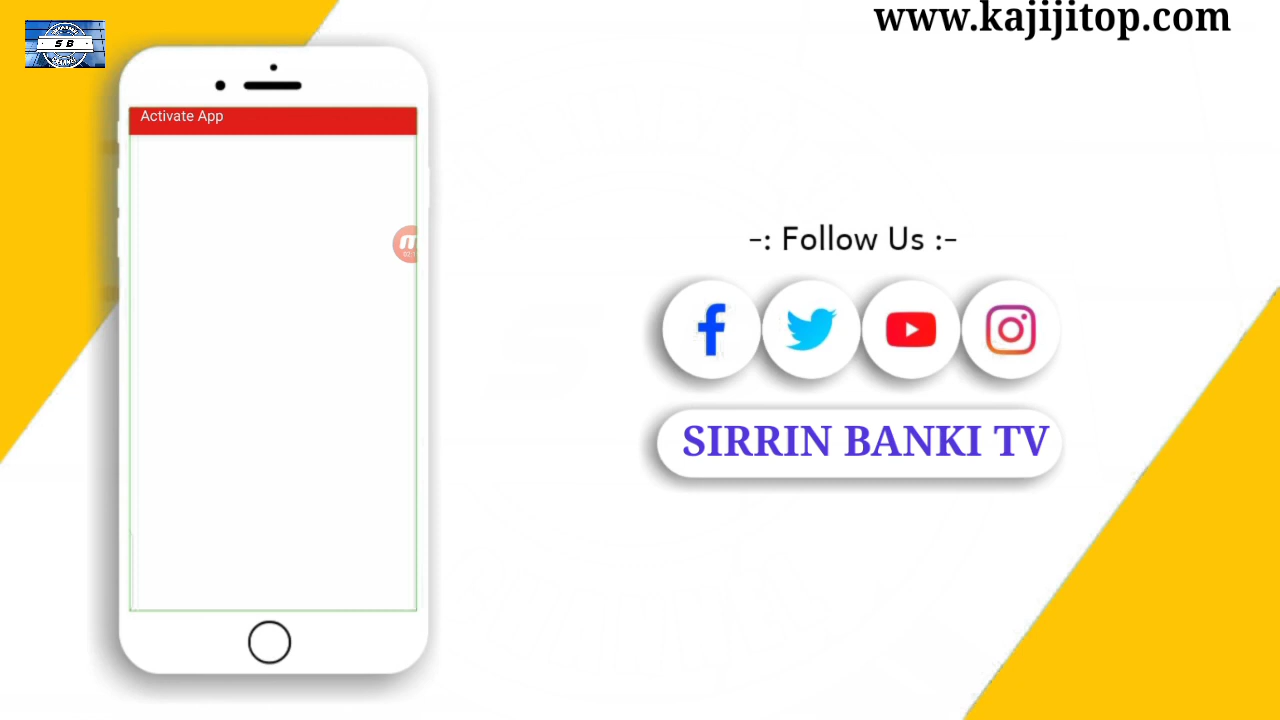 www.kajijitop.com
S B
Activate App
-: Follow Us :-
SIRRIN BANKI TV